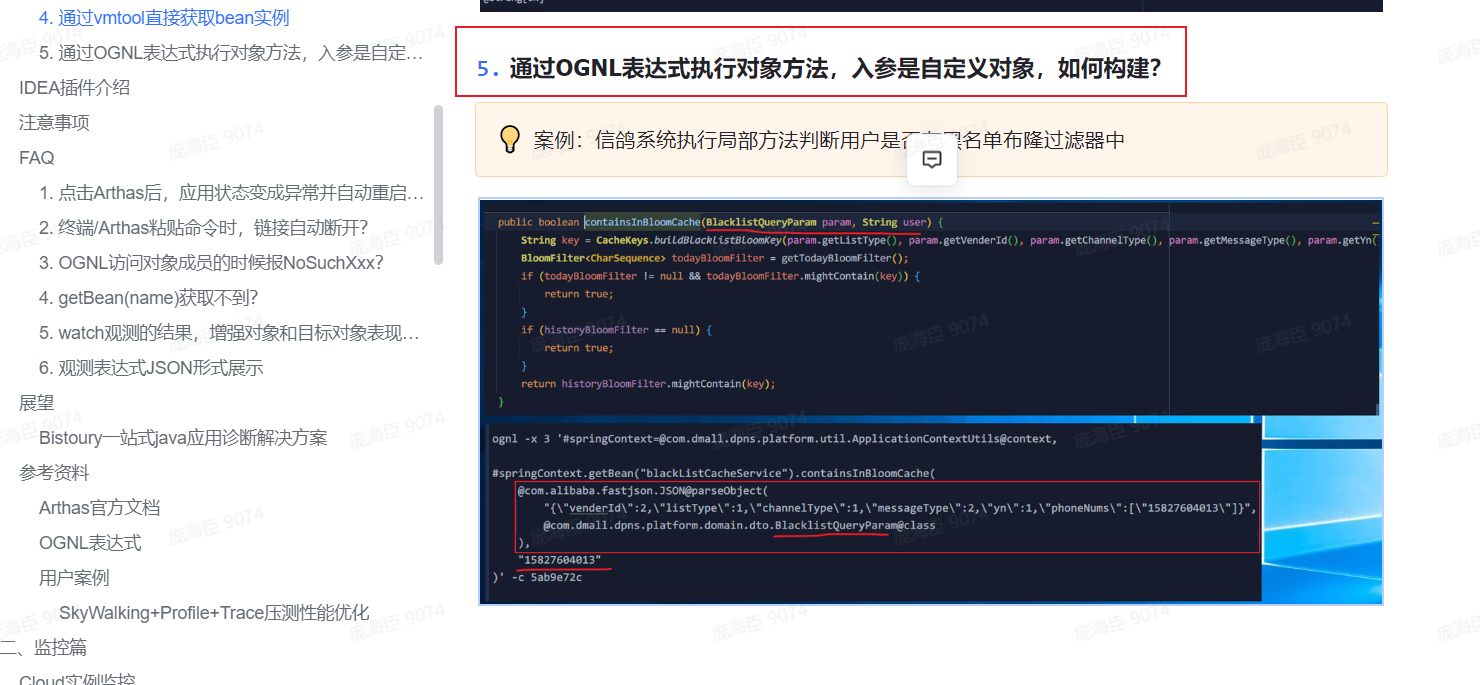 4. 通过vmtool直接获取bean实例
5. 通过OGNL表达式执行对象方法，入参是自定…
IDEA插件介绍
注意事项
FAQ
1. 点击Arthas后，应用状态变成异常并自动重启…
2. 终端/Arthas粘贴命令时，链接自动断开？
3. OGNL访问对象成员的时候报NoSuchXxx？
4. getBean(name)获取不到？
5. watch观测的结果，增强对象和目标对象表现…
6. 观测表达式JSON形式展示
展望
Bistoury一站式java应用诊断解决方案
参考资料
Arthas官方文档
OGNL表达式
用户案例
SkyWalking+Profile+Trace压测性能优化
二、监控篇
Cloud实例监控
5. 通过OGNL表达式执行对象方法，入参是自定义对象，如何构建？
案例：信鸽系统执行局部方法判断用户是否在黑名单布隆过滤器中
public boolean containsInBloomCache(BlacklistQueryParam param, String user) {
String key = CacheKeys.buildBlacklistBloomKey(param.getListType(), param.getVenderId(), param.getChannelType(), param.getMessageType(), param.getYn(
BloomFilter<CharSequence> todayBloomFilter = getTodayBloomFilter();
if (todayBloomFilter != null && todayBloomFilter.mightContain(key)) {
return true;
}
if (historyBloomFilter == null) {
return true;
}
return historyBloomFilter.mightContain(key);
}
ognl -x 3 '#springContext=@com.dmall.dpns.platform.util.ApplicationContextUtils@context,
#springContext.getBean("blackListCacheService").containsInBloomCache(
@com.alibaba.fastjson.JSON@parseObject(
"{\"venderId\":2,\"listType\":1,\"channelType\":1,\"messageType\":2,\"yn\":1,\"phoneNums\":[\"15827604013\"]}",
@com.dmall.dpns.platform.domain.dto.BlacklistQueryParam@class
),
"15827604013"
)' -c 5ab9e72c
庞海臣 9074